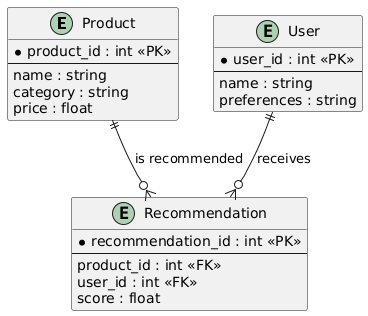 E Product
* product_id : int «PK»
name : string
category : string
price : float
E User
* user_id : int «PK»
name : string
preferences : string
is recommended
receives
E Recommendation
* recommendation_id : int «PK»
product_id : int «FK»
user_id : int «FK»
score : float